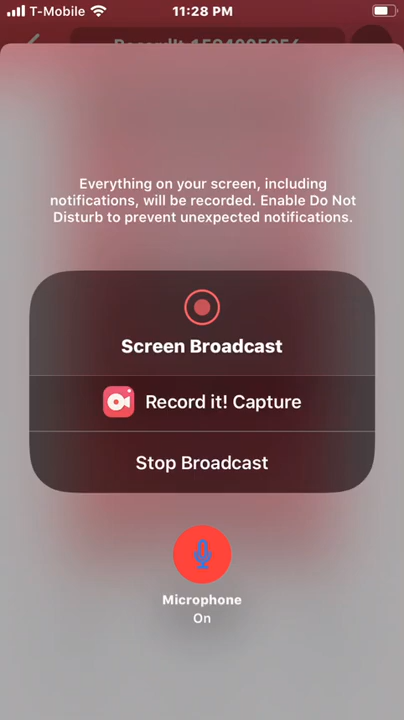 T-Mobile 11:28 PM
Everything on your screen, including
notifications, will be recorded. Enable Do Not
Disturb to prevent unexpected notifications.
Screen Broadcast
Record it! Capture
Stop Broadcast
Microphone
On